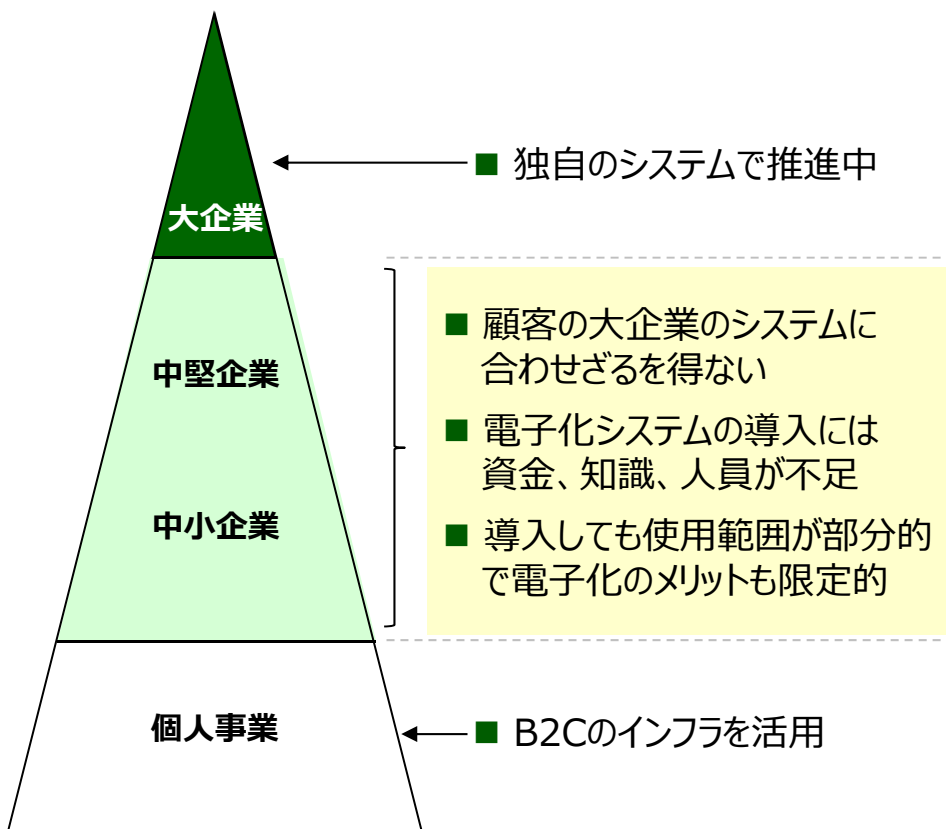 ■ 独自のシステムで推進中
大企業
■ 顧客の大企業のシステムに
合わせざるを得ない
中堅企業
■ 電子化システムの導入には
資金、知識、人員が不足
中小企業
■ 導入しても使用範囲が部分的
で電子化のメリットも限定的
個人事業
■ B2Cのインフラを活用